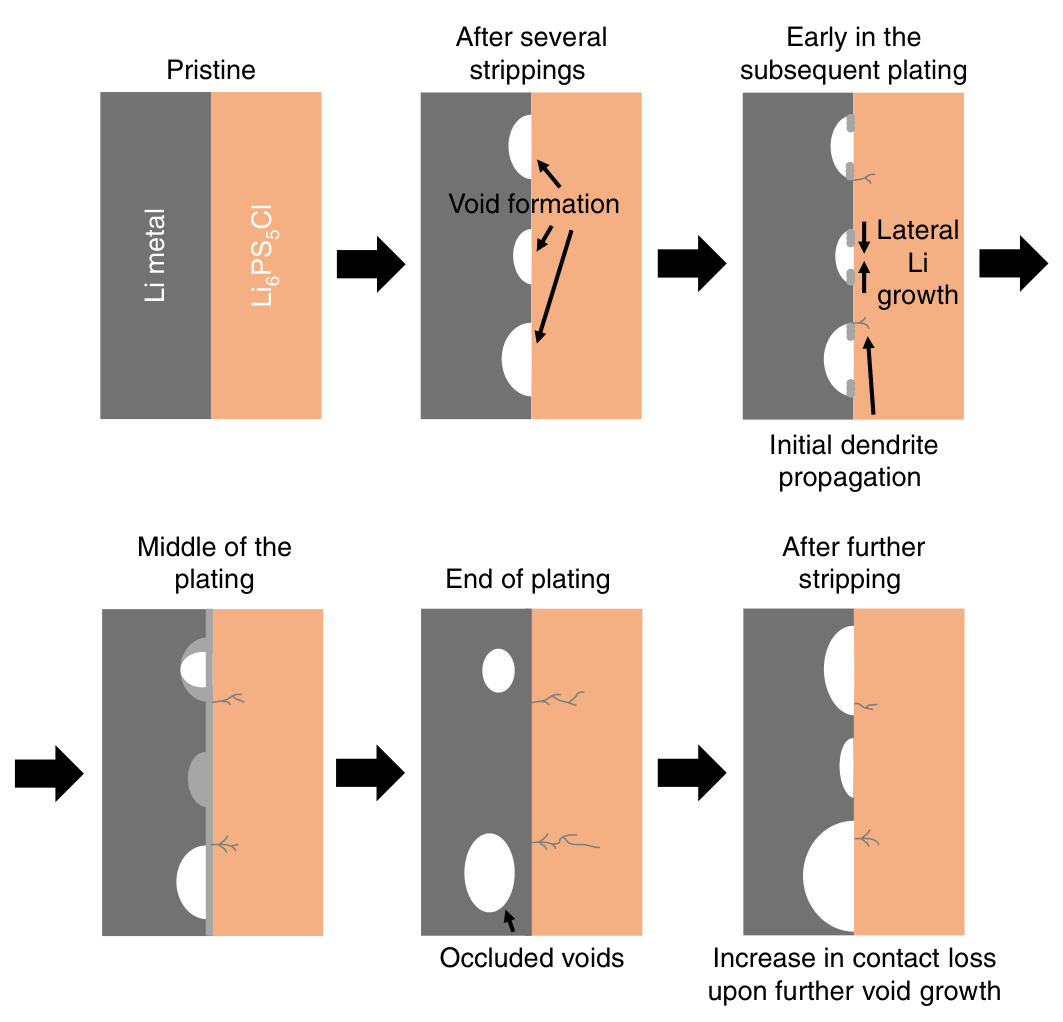 Pristine
After several
strippings
Early in the
subsequent plating
Li metal
Li₆PS₅Cl
Void formation
Lateral
Li
growth
Initial dendrite
propagation
Middle of the
plating
End of plating
After further
stripping
Occluded voids
Increase in contact loss
upon further void growth